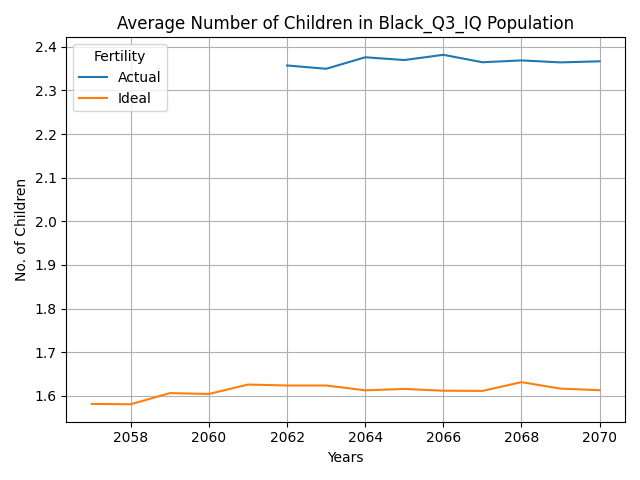 Average Number of Children in Black_Q3_IQ Population
Fertility
Actual
Ideal
No. of Children
2.4
2.3
2.2
2.1
2.0
1.9
1.8
1.7
1.6
2058 2060 2062 2064 2066 2068 2070
Years